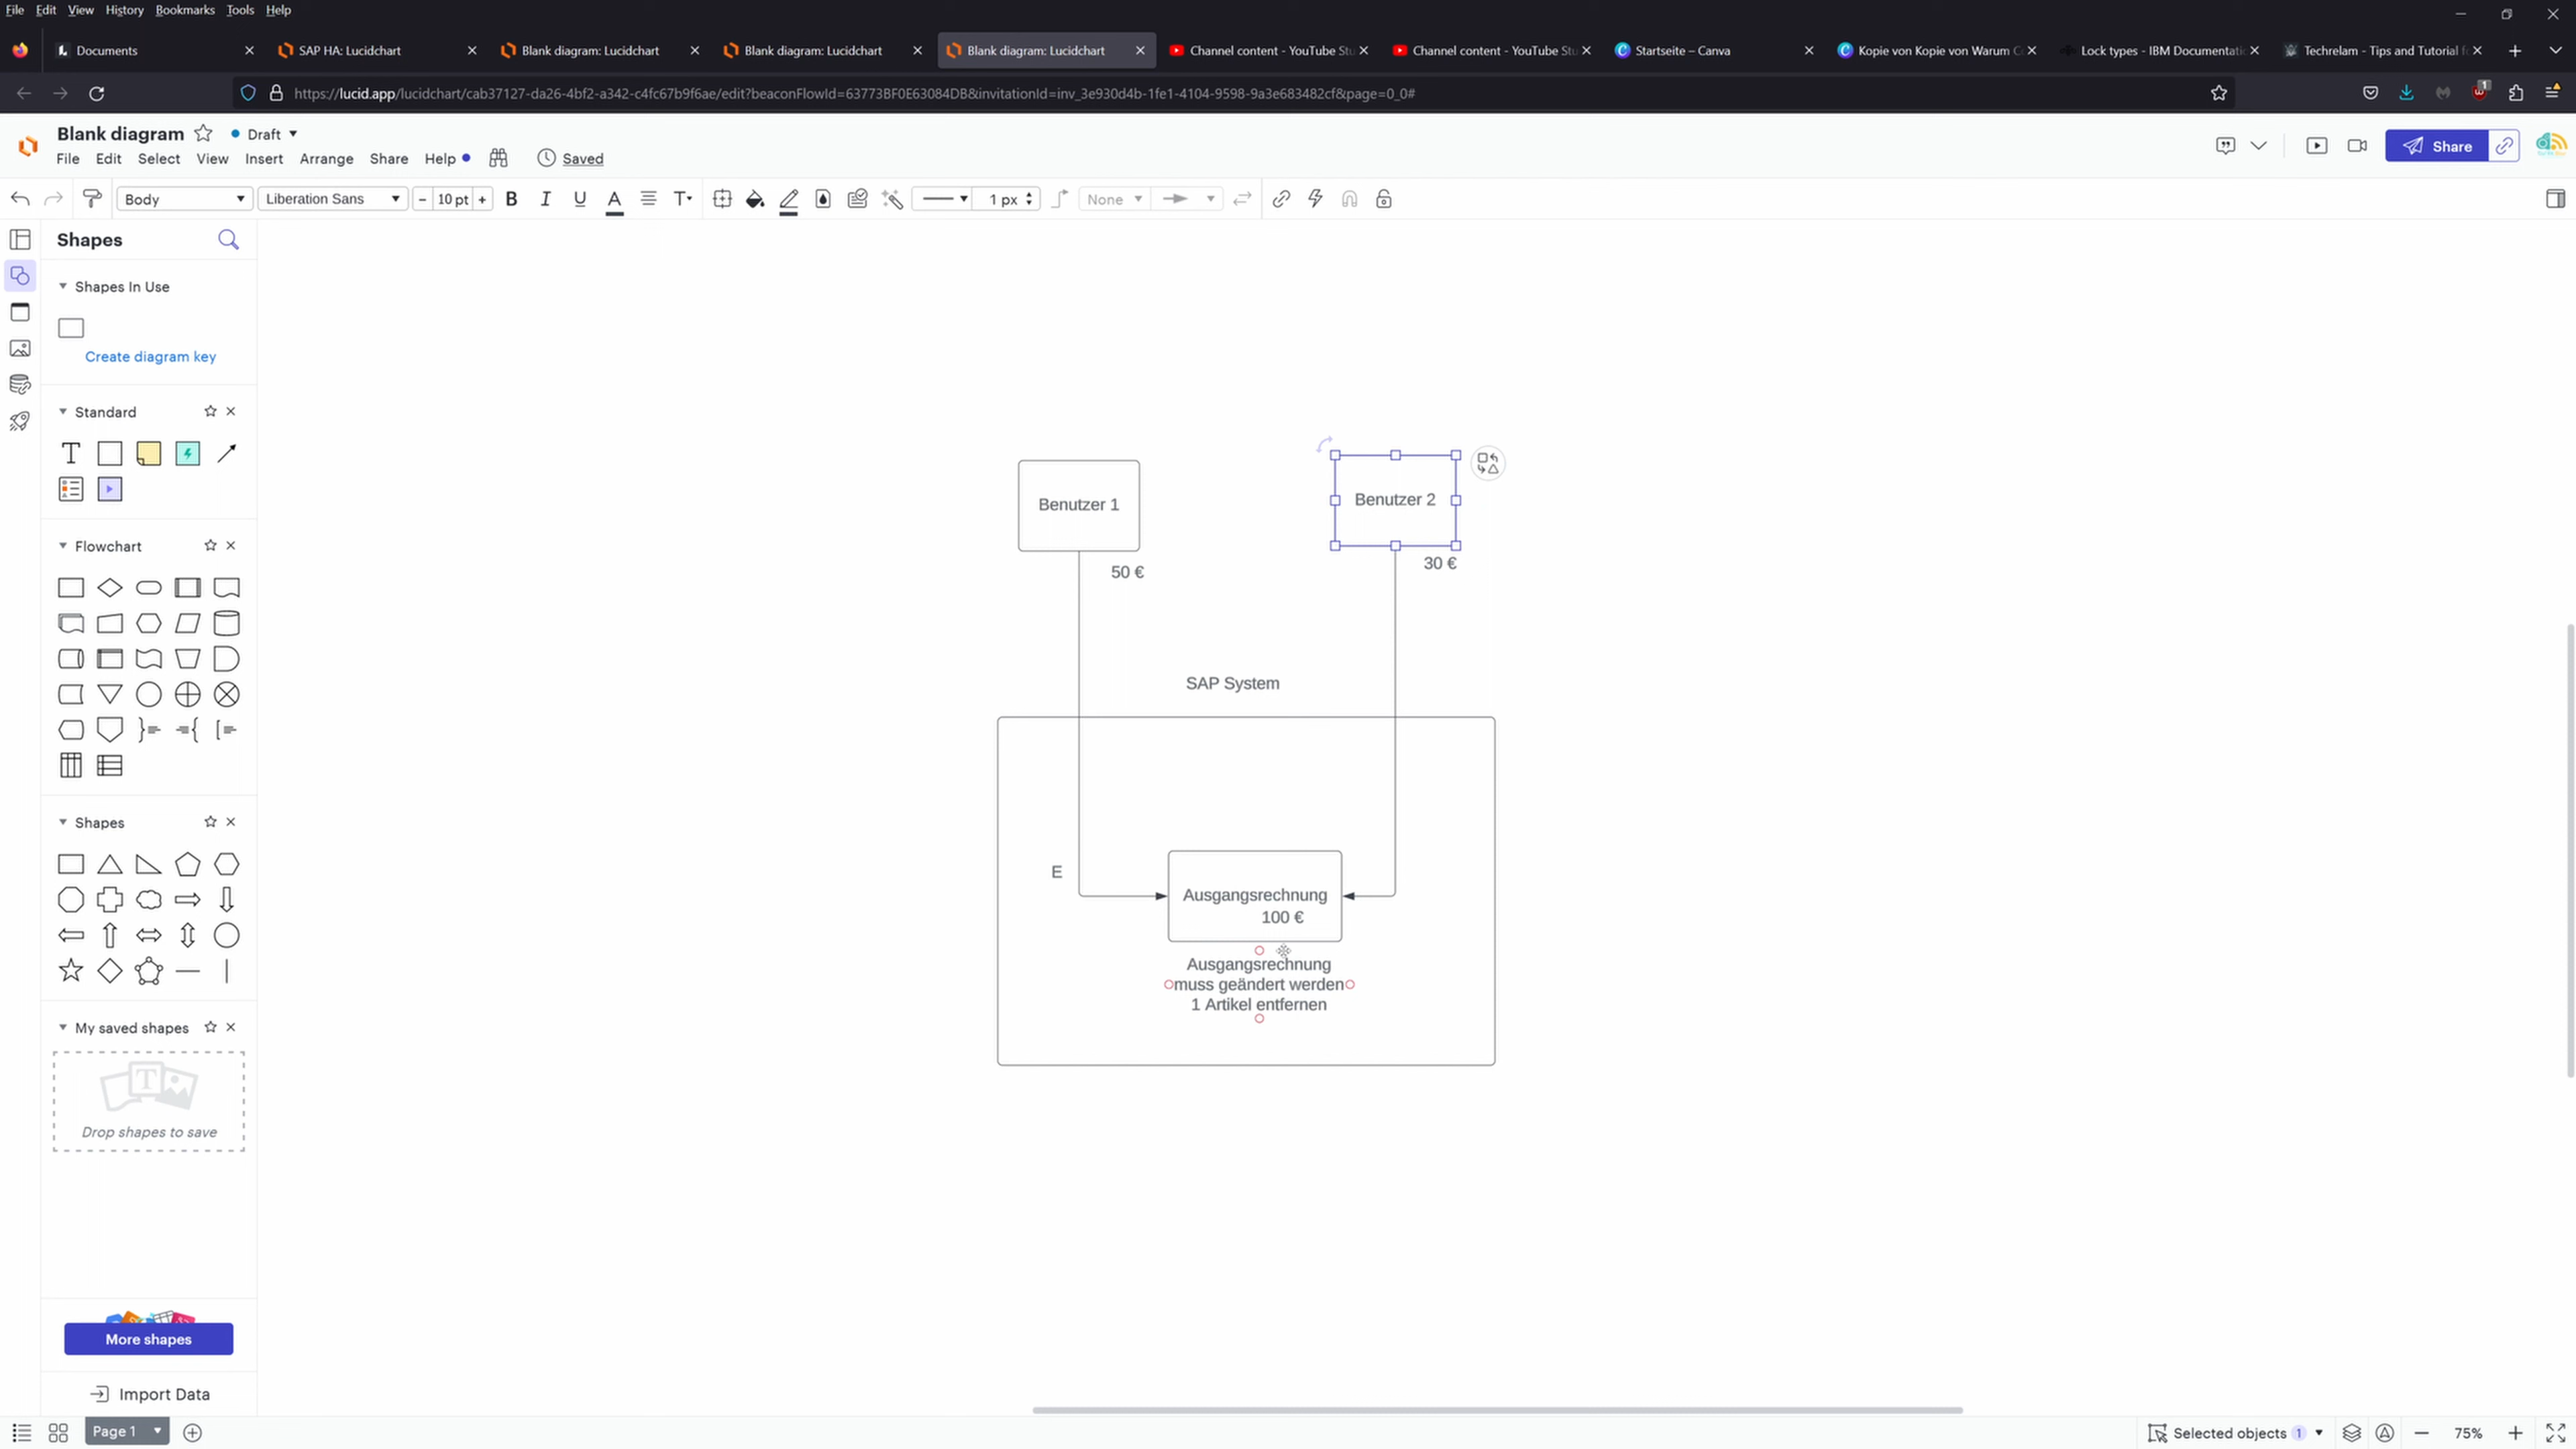 File Edit View History Bookmarks Tools Help
Documents
SAP HA: Lucidchart
Blank diagram: Lucidchart
Blank diagram: Lucidchart
Blank diagram: Lucidchart
Channel content - YouTube Stu
Channel content - YouTube Stu
Startseite – Canva
Kopie von Kopie von Warum C
Lock types - IBM Documentati
Techrelam - Tips and Tutorial f
https://lucid.app/lucidchart/cab37127-da26-4bf2-a342-c4fc67b9f6ae/edit?beaconFlowId=63773BF0E63084DB&invitationId=inv_3e930d4b-1fe1-4104-9598-9a3e683482cf&page=0_0#
1
Blank diagram
Draft
File Edit Select View Insert Arrange Share Help
Saved
Share
Body
Liberation Sans
− 10 pt +
B I U A T
1 px
None
Shapes
Shapes In Use
Create diagram key
Standard
T
Flowchart
Shapes
My saved shapes
T
Drop shapes to save
More shapes
Import Data
Benutzer 1
Benutzer 2
50 €
30 €
SAP System
E
Ausgangsrechnung
100 €
Ausgangsrechnung
muss geändert werden
1 Artikel entfernen
Page 1
Selected objects 1
75%